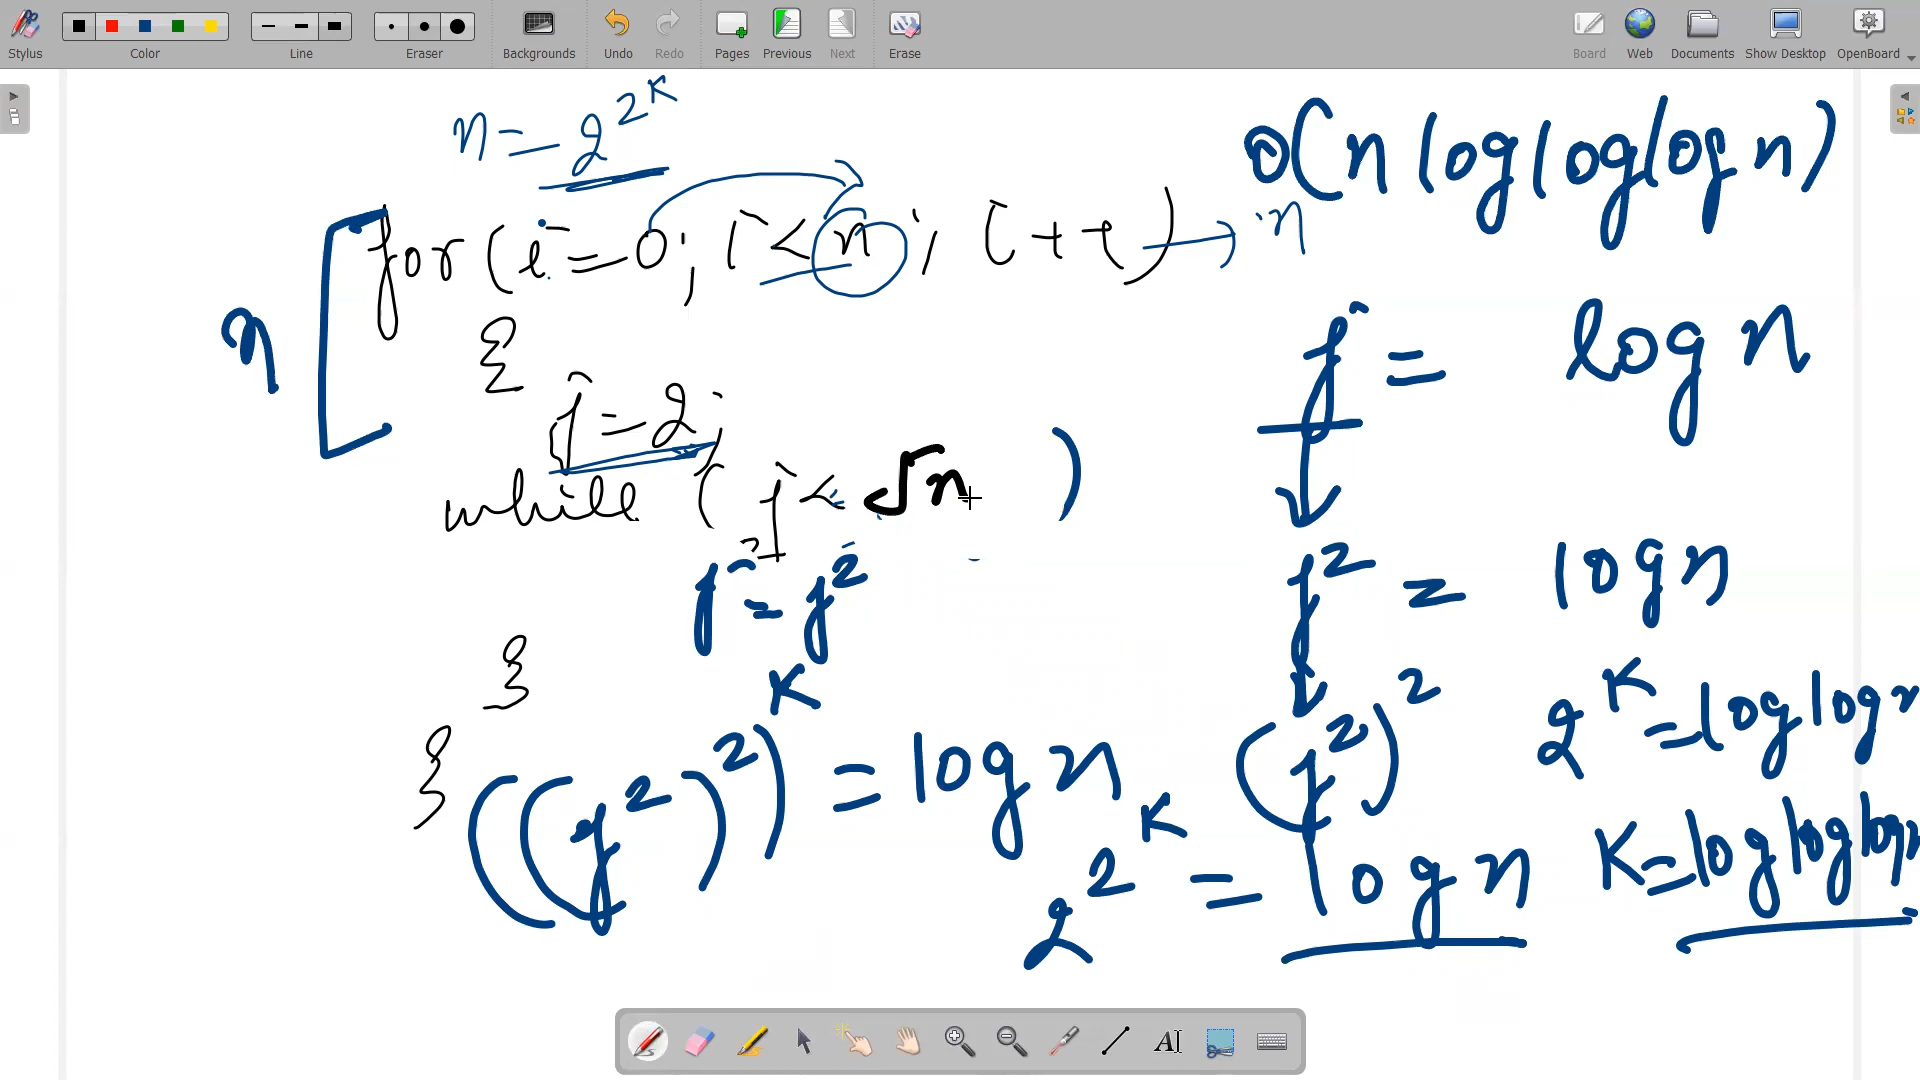 Stylus Color Line Eraser Backgrounds Undo Redo Pages Previous Next Erase Board Web Documents Show Desktop OpenBoard
n = 2^2^K
O(n log log log n)
for (i = 0; i < n; i++) → n
n {
j = 2;
while ( j < √n )
j = j^2
}
}
((j^2)^2)^K = log n
j = log n
j^2 = log n
(j^2)^2
2^K = log log n
2^2^K = log n
K = log log log n
AI